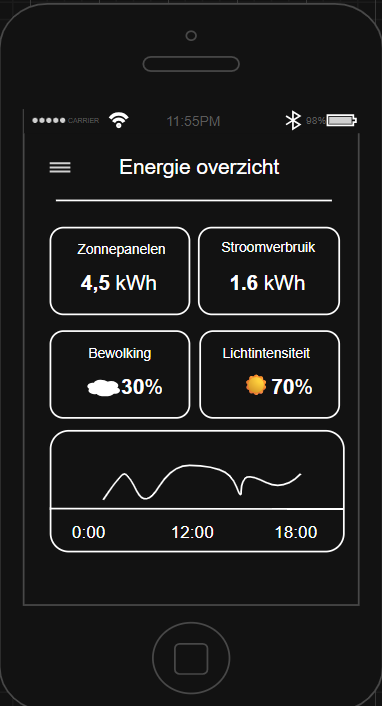 CARRIER 11:55PM 98%
Energie overzicht
Zonnepanelen Stroomverbruik
4,5 kWh 1.6 kWh
Bewolking Lichtintensiteit
30% 70%
0:00 12:00 18:00